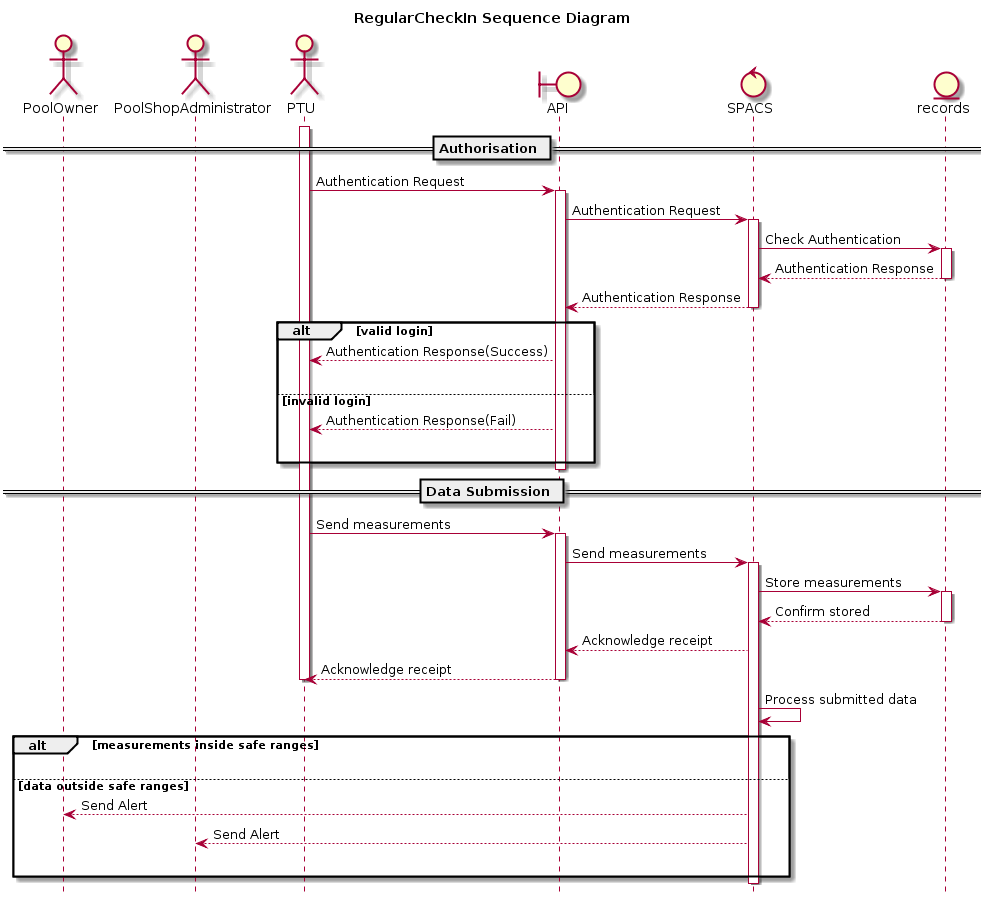 RegularCheckIn Sequence Diagram
PoolOwner
PoolShopAdministrator
PTU
API
SPACS
records
Authorisation
Authentication Request
Authentication Request
Check Authentication
Authentication Response
Authentication Response
alt
[valid login]
Authentication Response(Success)
[invalid login]
Authentication Response(Fail)
Data Submission
Send measurements
Send measurements
Store measurements
Confirm stored
Acknowledge receipt
Acknowledge receipt
Process submitted data
alt
[measurements inside safe ranges]
[data outside safe ranges]
Send Alert
Send Alert